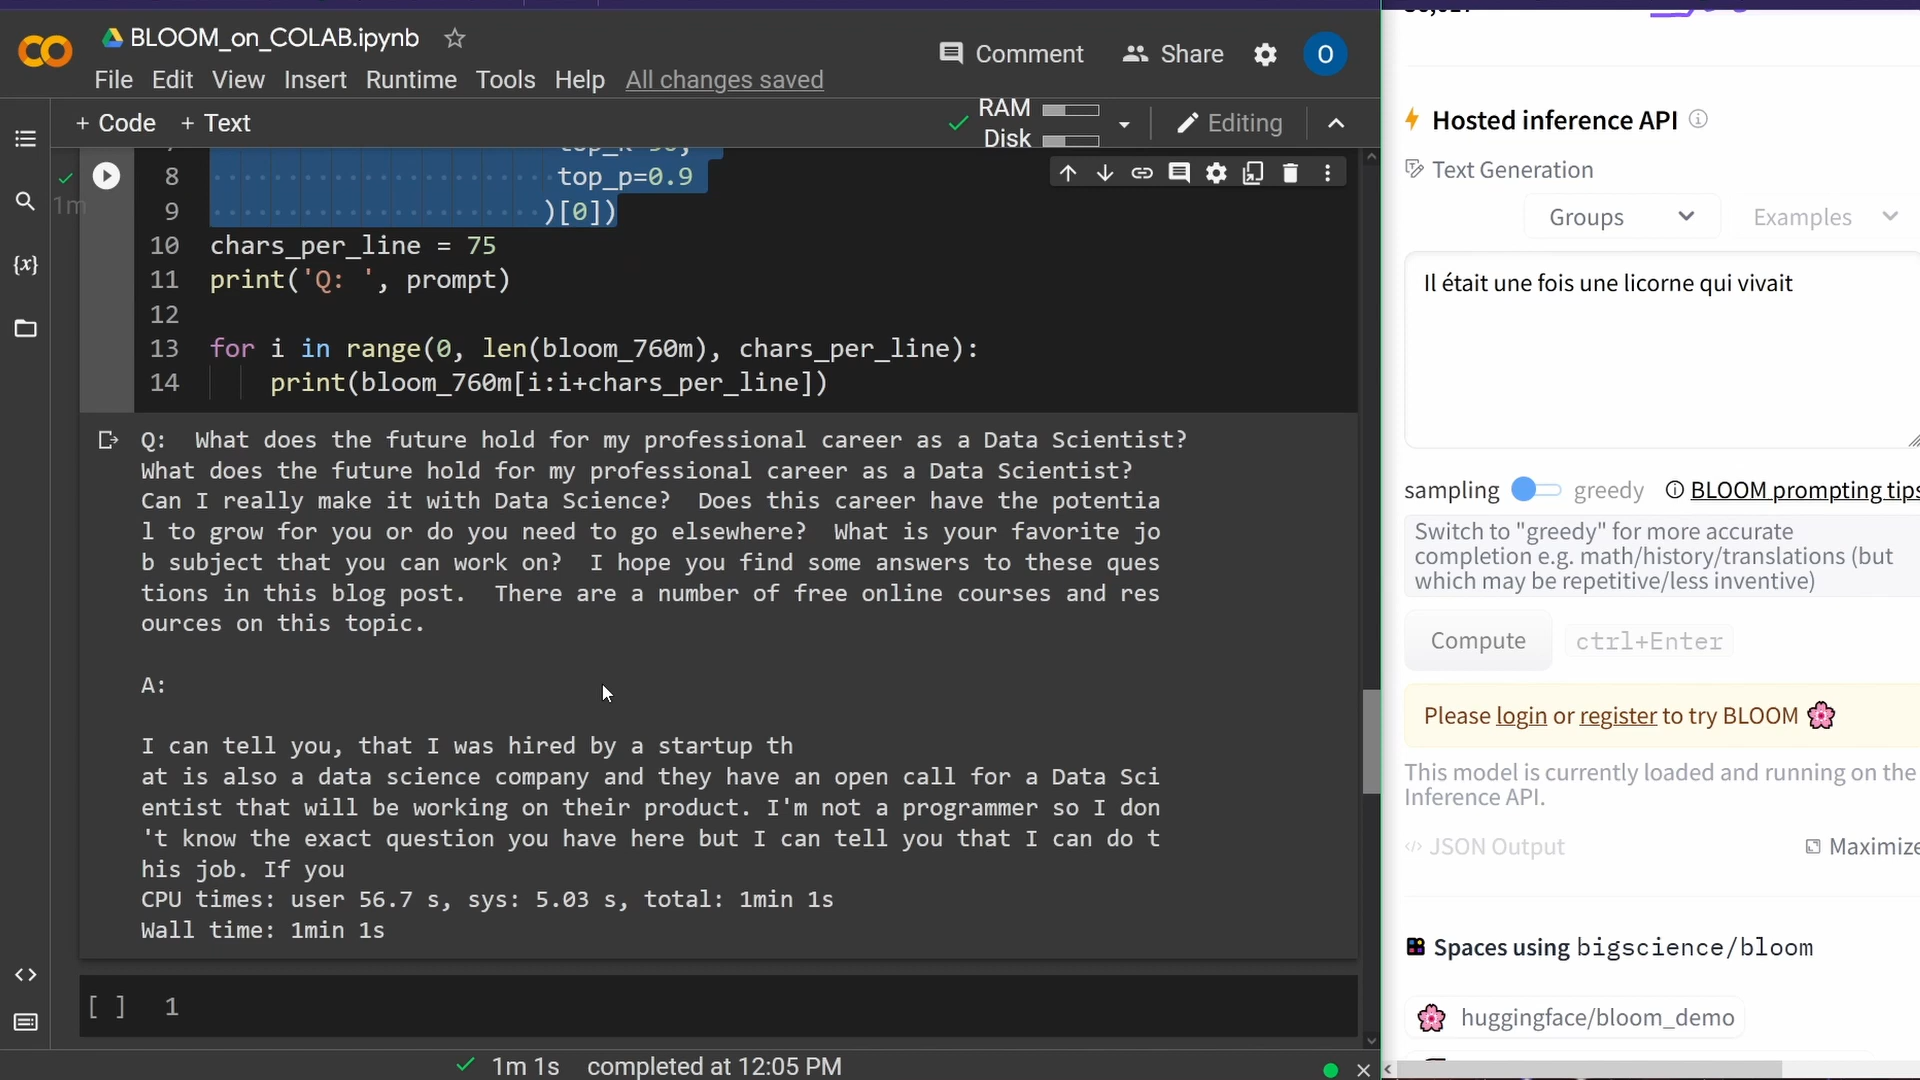 BLOOM_on_COLAB.ipynb
Comment
Share
O
File Edit View Insert Runtime Tools Help All changes saved
+ Code + Text
RAM
Disk
Editing
1m
8 top_p=0.9
9 )[0])
10 chars_per_line = 75
11 print('Q: ', prompt)
12
13 for i in range(0, len(bloom_760m), chars_per_line):
14 print(bloom_760m[i:i+chars_per_line])
Q:  What does the future hold for my professional career as a Data Scientist?
What does the future hold for my professional career as a Data Scientist?
Can I really make it with Data Science?  Does this career have the potentia
l to grow for you or do you need to go elsewhere?  What is your favorite jo
b subject that you can work on?  I hope you find some answers to these ques
tions in this blog post.  There are a number of free online courses and res
ources on this topic.
A:
I can tell you, that I was hired by a startup th
at is also a data science company and they have an open call for a Data Sci
entist that will be working on their product. I'm not a programmer so I don
't know the exact question you have here but I can tell you that I can do t
his job. If you
CPU times: user 56.7 s, sys: 5.03 s, total: 1min 1s
Wall time: 1min 1s
[ ] 1
1m 1s completed at 12:05 PM
Hosted inference API
Text Generation
Groups
Examples
Il était une fois une licorne qui vivait
sampling greedy BLOOM prompting tips
Switch to "greedy" for more accurate
completion e.g. math/history/translations (but
which may be repetitive/less inventive)
Compute ctrl+Enter
Please login or register to try BLOOM
This model is currently loaded and running on the
Inference API.
</> JSON Output
Maximize
Spaces using bigscience/bloom
huggingface/bloom_demo